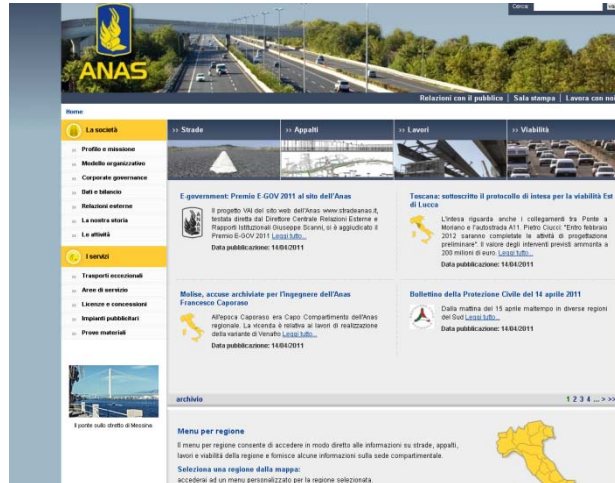 Cerca
ANAS
Relazioni con il pubblico | Sala stampa | Lavora con noi
Home
La società
Profilo e missione
Modello organizzativo
Corporate governance
Dati e bilancio
Relazioni esterne
La nostra storia
Le attività
I servizi
Trasporti eccezionali
Aree di servizio
Licenze e concessioni
Impianti pubblicitari
Prove materiali
Il ponte sullo stretto di Messina
›› Strade
›› Appalti
›› Lavori
›› Viabilità
E-government: Premio E-GOV 2011 al sito dell'Anas
Il progetto VAI del sito web dell'Anas www.stradeanas.it,
testata diretta dal Direttore Centrale Relazioni Esterne e
Rapporti Istituzionali Giuseppe Scanni, si è aggiudicato il
Premio E-GOV 2011 Leggi tutto...
Data pubblicazione: 14/04/2011
Toscana: sottoscritto il protocollo di intesa per la viabilità Est
di Lucca
L'intesa riguarda anche i collegamenti tra Ponte a
Moriano e l'autostrada A11. Pietro Ciucci: "Entro febbraio
2012 saranno completate le attività di progettazione
preliminare". Il valore degli interventi previsti ammonta a
200 milioni di euro. Leggi tutto...
Data pubblicazione: 14/04/2011
Molise, accuse archiviate per l'ingegnere dell'Anas
Francesco Caporaso
All'epoca Caporaso era Capo Compartimento dell'Anas
regionale. La vicenda è relativa ai lavori di realizzazione
della variante di Venafro Leggi tutto...
Data pubblicazione: 14/04/2011
Bollettino della Protezione Civile del 14 aprile 2011
Dalla mattina del 15 aprile maltempo in diverse regioni
del Sud Leggi tutto...
Data pubblicazione: 14/04/2011
archivio
1 2 3 4 ... > >>
Menu per regione
Il menu per regione consente di accedere in modo diretto alle informazioni su strade, appalti,
lavori e viabilità della regione e fornisce alcune informazioni sulla sede compartimentale.
Seleziona una regione dalla mappa:
accederai ad un menu personalizzato per la regione selezionata.